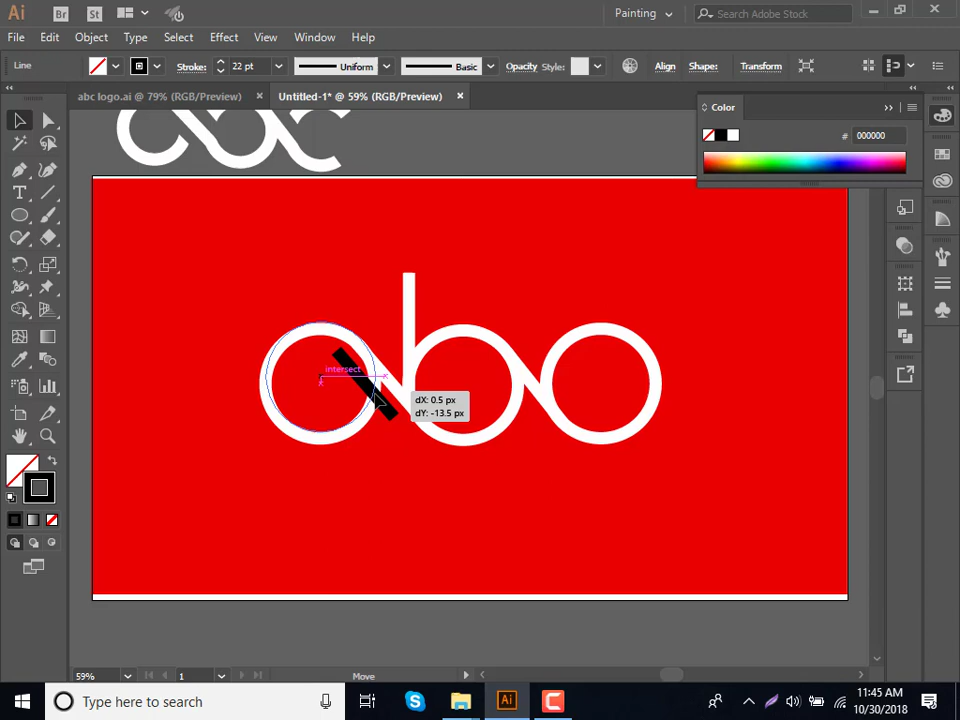 Ai Br St Painting Search Adobe Stock
File Edit Object Type Select Effect View Window Help
Line Stroke: 22 pt Uniform Basic Opacity Style: Align Shape: Transform
abc logo.ai @ 79% (RGB/Preview) × Untitled-1* @ 59% (RGB/Preview) ×
Color
# 000000
abc
abo
intersect
dX: 0.5 px
dY: -13.5 px
59% 1 Move
Type here to search
11:45 AM
10/30/2018